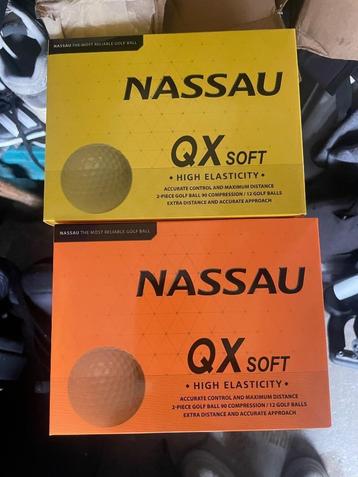 NASSAU THE MOST RELIABLE GOLF BALL
NASSAU
QX SOFT
• HIGH ELASTICITY •
ACCURATE CONTROL AND MAXIMUM DISTANCE
2-PIECE GOLF BALL 90 COMPRESSION / 12 GOLF BALLS
EXTRA DISTANCE AND ACCURATE APPROACH
NASSAU THE MOST RELIABLE GOLF BALL
NASSAU
QX SOFT
• HIGH ELASTICITY •
ACCURATE CONTROL AND MAXIMUM DISTANCE
2-PIECE GOLF BALL 90 COMPRESSION / 12 GOLF BALLS
EXTRA DISTANCE AND ACCURATE APPROACH